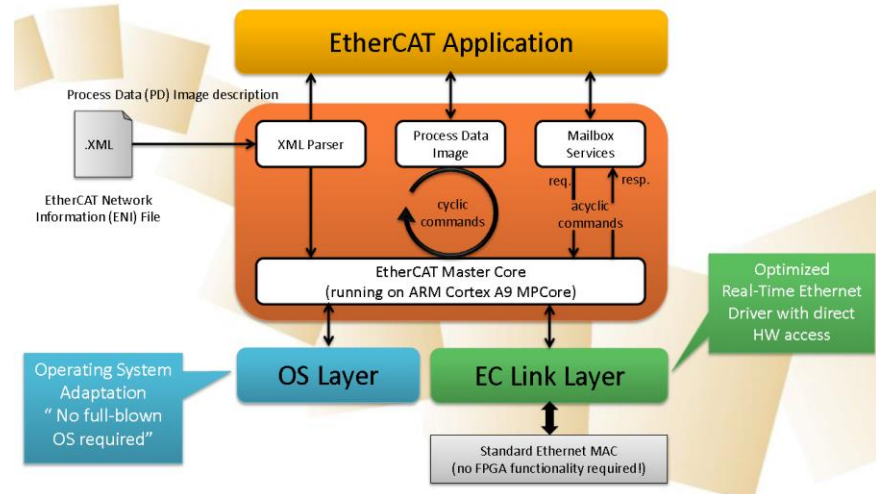 EtherCAT Application
Process Data (PD) Image description
.XML
XML Parser
Process Data
Image
Mailbox
Services
req.
resp.
EtherCAT Network
Information (ENI) File
cyclic
commands
acyclic
commands
EtherCAT Master Core
(running on ARM Cortex A9 MPCore)
Optimized
Real-Time Ethernet
Driver with direct
HW access
Operating System
Adaptation
“ No full-blown
OS required”
OS Layer
EC Link Layer
Standard Ethernet MAC
(no FPGA functionality required!)